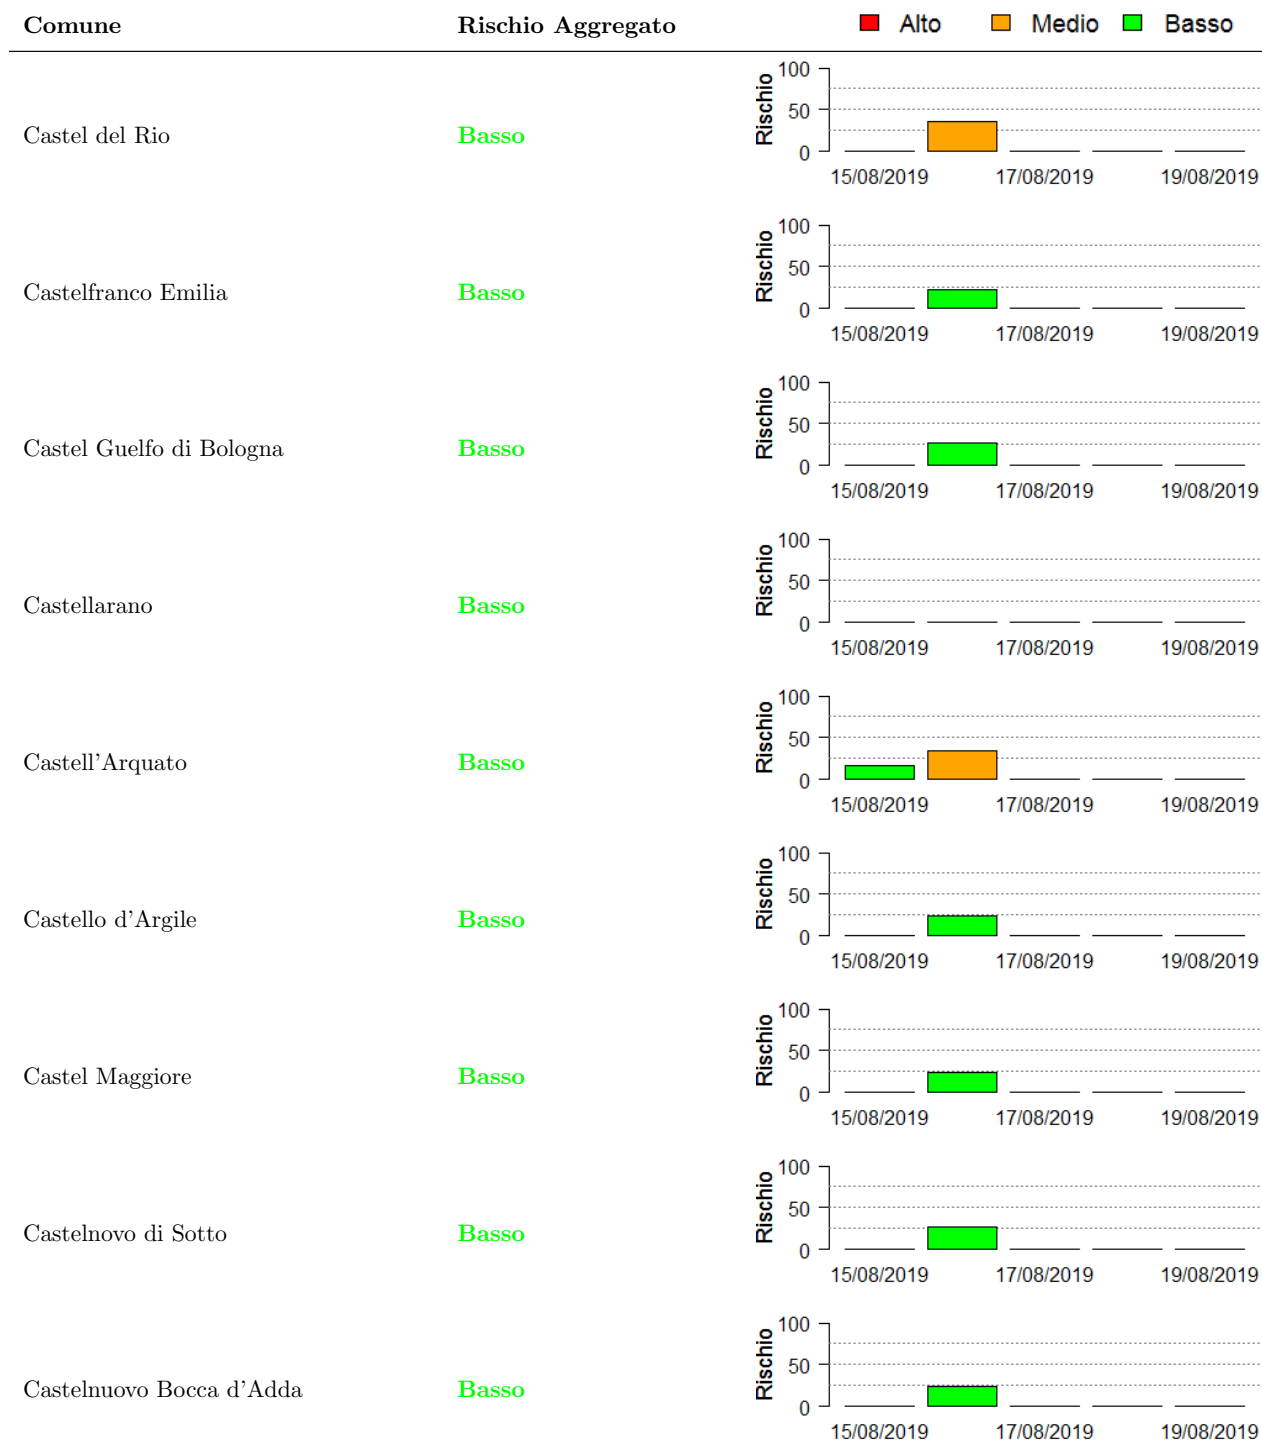 Comune Rischio Aggregato Alto Medio Basso
100
50
0
Rischio
Castel del Rio Basso
15/08/2019 17/08/2019 19/08/2019
100
50
0
Rischio
Castelfranco Emilia Basso
15/08/2019 17/08/2019 19/08/2019
100
50
0
Rischio
Castel Guelfo di Bologna Basso
15/08/2019 17/08/2019 19/08/2019
100
50
0
Rischio
Castellarano Basso
15/08/2019 17/08/2019 19/08/2019
100
50
0
Rischio
Castell'Arquato Basso
15/08/2019 17/08/2019 19/08/2019
100
50
0
Rischio
Castello d'Argile Basso
15/08/2019 17/08/2019 19/08/2019
100
50
0
Rischio
Castel Maggiore Basso
15/08/2019 17/08/2019 19/08/2019
100
50
0
Rischio
Castelnovo di Sotto Basso
15/08/2019 17/08/2019 19/08/2019
100
50
0
Rischio
Castelnuovo Bocca d'Adda Basso
15/08/2019 17/08/2019 19/08/2019